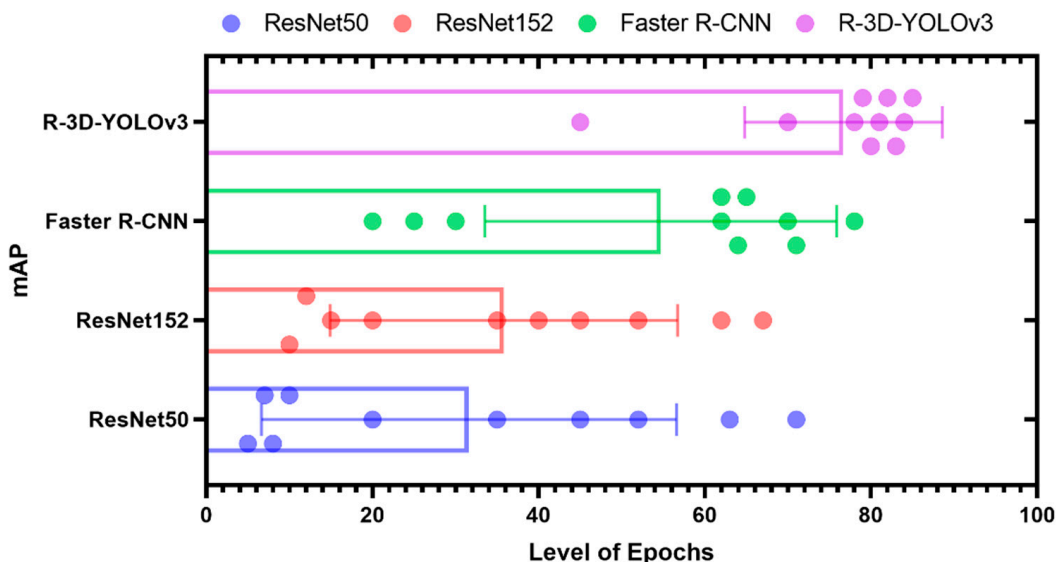 ResNet50 ResNet152 Faster R-CNN R-3D-YOLOv3
mAP
R-3D-YOLOv3
Faster R-CNN
ResNet152
ResNet50
0 20 40 60 80 100
Level of Epochs